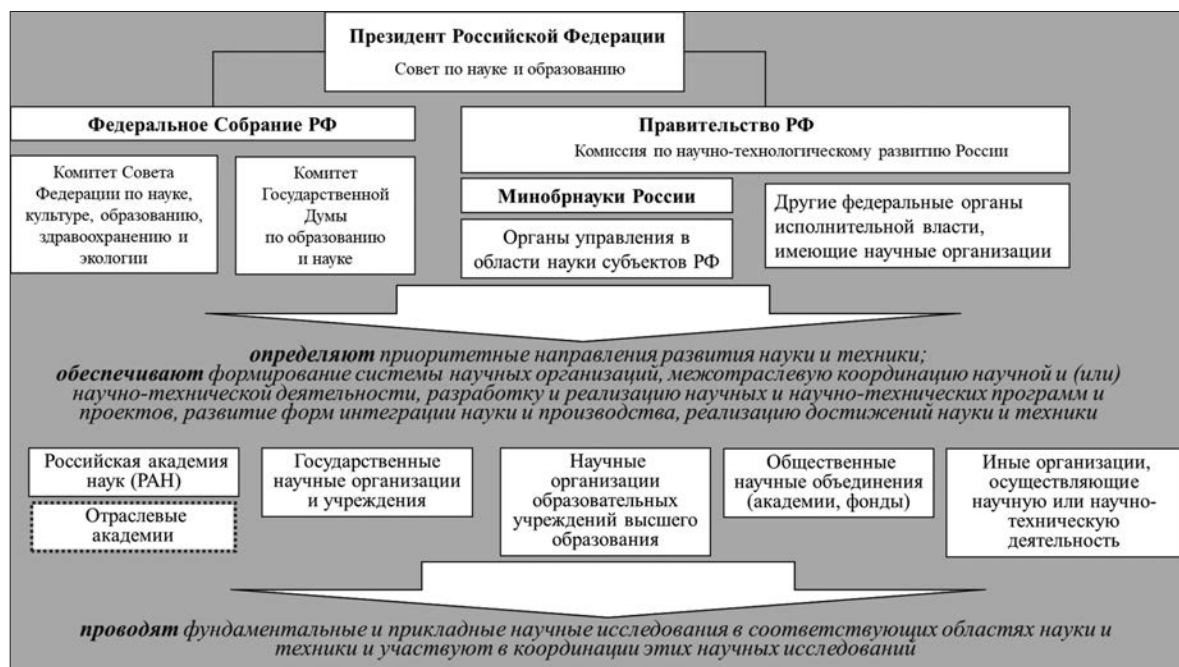 Президент Российской Федерации
Совет по науке и образованию
Федеральное Собрание РФ
Комитет Совета
Федерации по науке,
культуре, образованию,
здравоохранению и
экологии
Комитет
Государственной
Думы
по образованию
и науке
Правительство РФ
Комиссия по научно-технологическому развитию России
Минобрнауки России
Органы управления в
области науки субъектов РФ
Другие федеральные органы
исполнительной власти,
имеющие научные организации
определяют приоритетные направления развития науки и техники;
обеспечивают формирование системы научных организаций, межотраслевую координацию научной и (или)
научно-технической деятельности, разработку и реализацию научных и научно-технических программ и
проектов, развитие форм интеграции науки и производства, реализацию достижений науки и техники
Российская академия
наук (РАН)
Отраслевые
академии
Государственные
научные организации
и учреждения
Научные
организации
образовательных
учреждений высшего
образования
Общественные
научные объединения
(академии, фонды)
Иные организации,
осуществляющие
научную или научно-
техническую
деятельность
проводят фундаментальные и прикладные научные исследования в соответствующих областях науки и
техники и участвуют в координации этих научных исследований